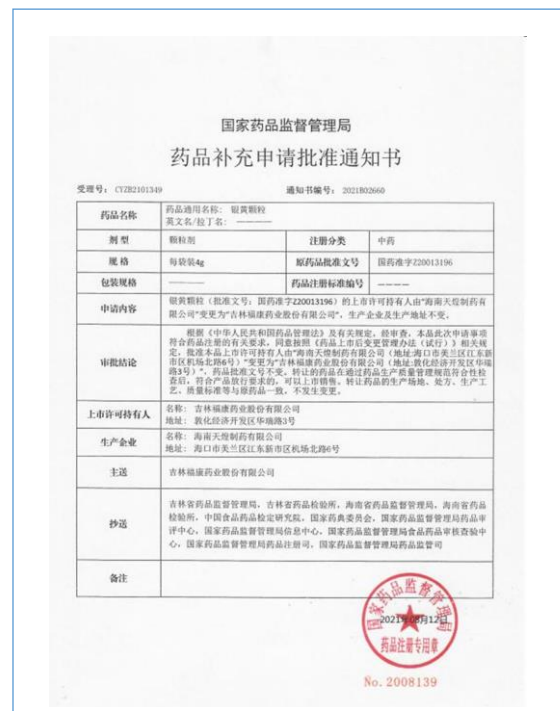 国家药品监督管理局
药品补充申请批准通知书
受理号： CYZB2101349
通知书编号： 2021B02660
药品名称
药品通用名称： 银黄颗粒
英文名/拉丁名： ————
剂 型
颗粒剂
注册分类
中药
规 格
每袋装4g
原药品批准文号
国药准字Z20013196
包装规格
————
药品注册标准编号
————
申请内容
银黄颗粒（批准文号：国药准字Z20013196）的上市许可持有人由“海南天煌制药有
限公司”变更为“吉林福康药业股份有限公司”，生产企业及生产地址不变。
审批结论
根据《中华人民共和国药品管理法》及有关规定，经审查，本品此次申请事项
符合药品注册的有关要求，同意按照《药品上市后变更管理办法（试行）》相关规
定，批准本品上市许可持有人由“海南天煌制药有限公司（地址:海口市美兰区江东新
市区机场北路6号）”变更为“吉林福康药业股份有限公司（地址:敦化经济开发区华瑞
路3号）”，药品批准文号不变。转让的药品在通过药品生产质量管理规范符合性检
查后，符合产品放行要求的，可以上市销售。转让药品的生产场地、处方、生产工
艺、质量标准等与原药品一致，不发生变更。
上市许可持有人
名称： 吉林福康药业股份有限公司
地址： 敦化经济开发区华瑞路3号
生产企业
名称： 海南天煌制药有限公司
地址： 海口市美兰区江东新市区机场北路6号
主送
吉林福康药业股份有限公司
抄送
吉林省药品监督管理局，吉林省药品检验所，海南省药品监督管理局，海南省药品
检验所，中国食品药品检定研究院，国家药典委员会，国家药品监督管理局药品审
评中心，国家药品监督管理局信息中心，国家药品监督管理局食品药品审核查验中
心，国家药品监督管理局药品注册司，国家药品监督管理局药品监管司
备注
国家药品监督管理局
2021年08月12日
药品注册专用章
No. 2008139